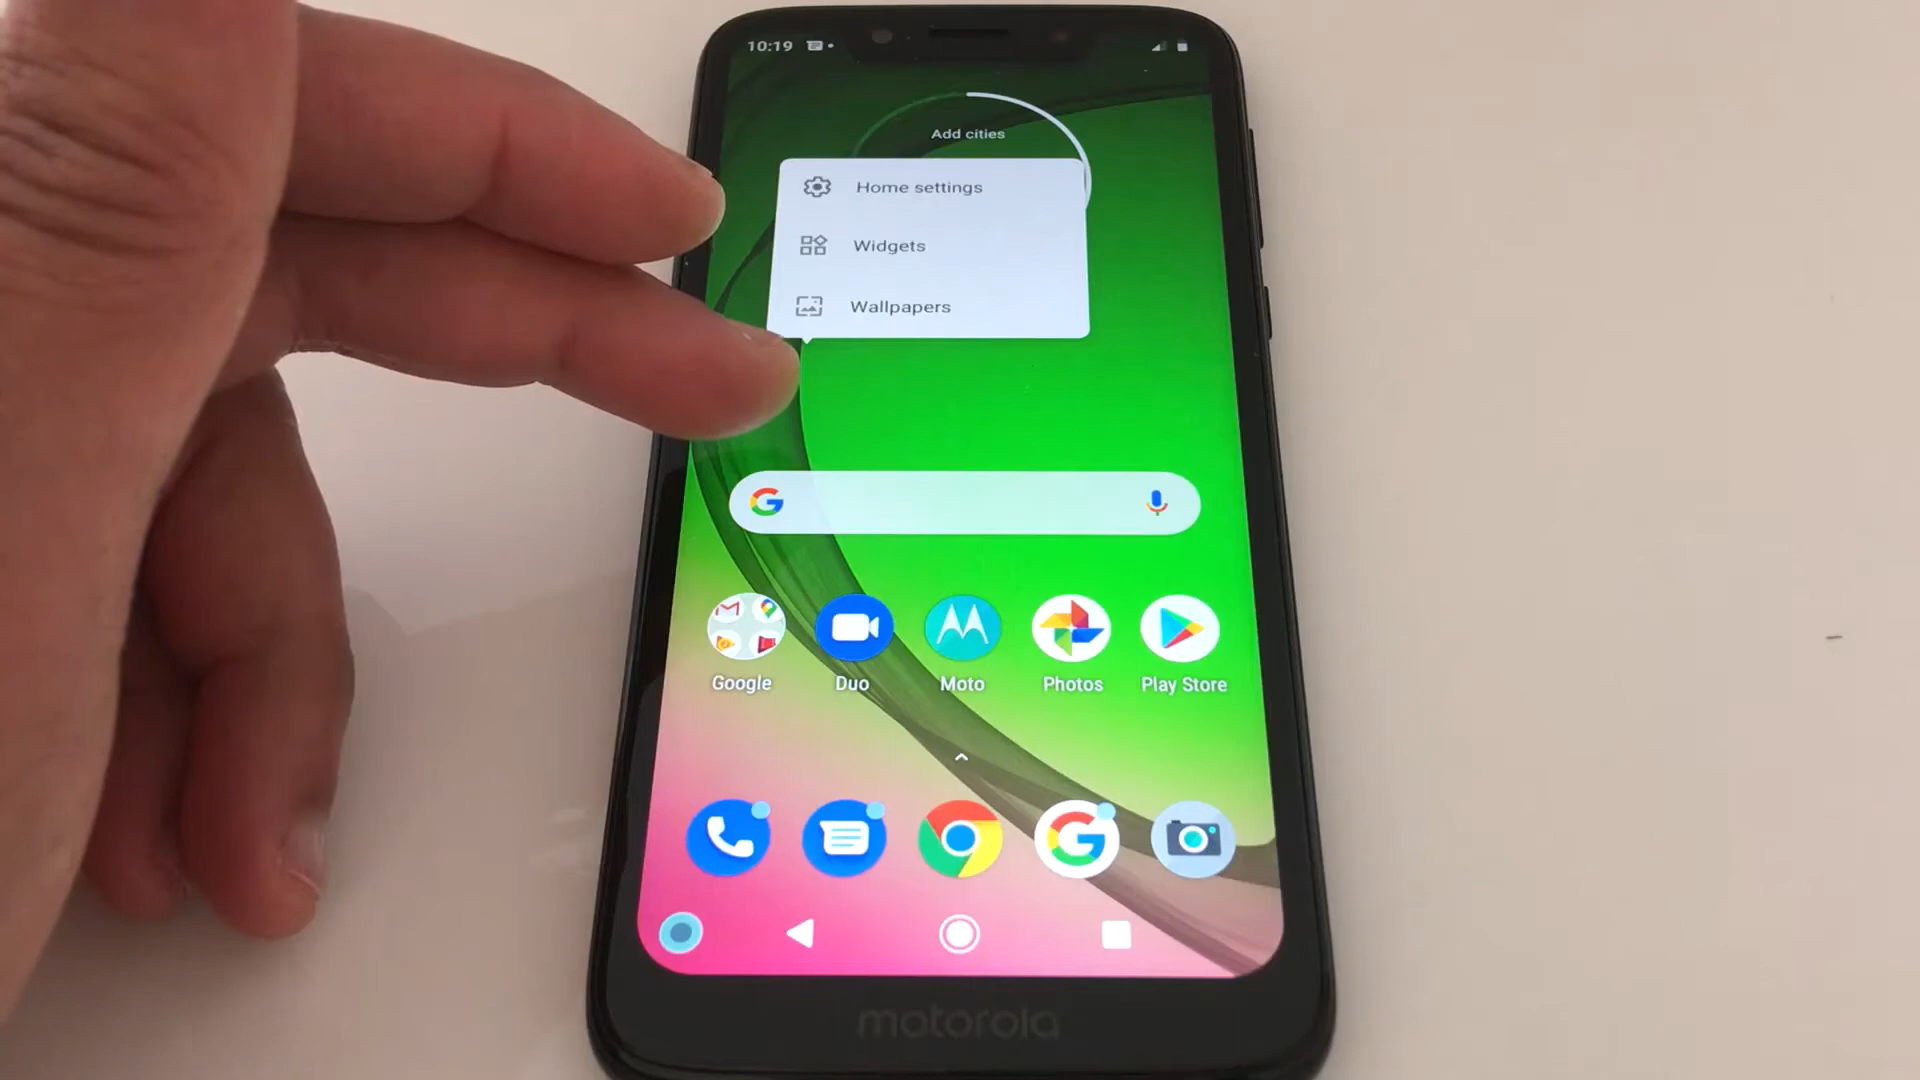 10:19
Add cities
Home settings
Widgets
Wallpapers
Google
Duo
Moto
Photos
Play Store
motorola